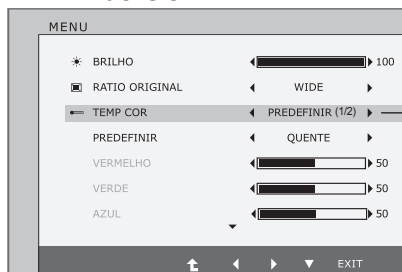 MENU
BRILHO 100
RATIO ORIGINAL WIDE
TEMP COR PREDEFINIR (1/2)
PREDEFINIR QUENTE
VERMELHO 50
VERDE 50
AZUL 50
EXIT